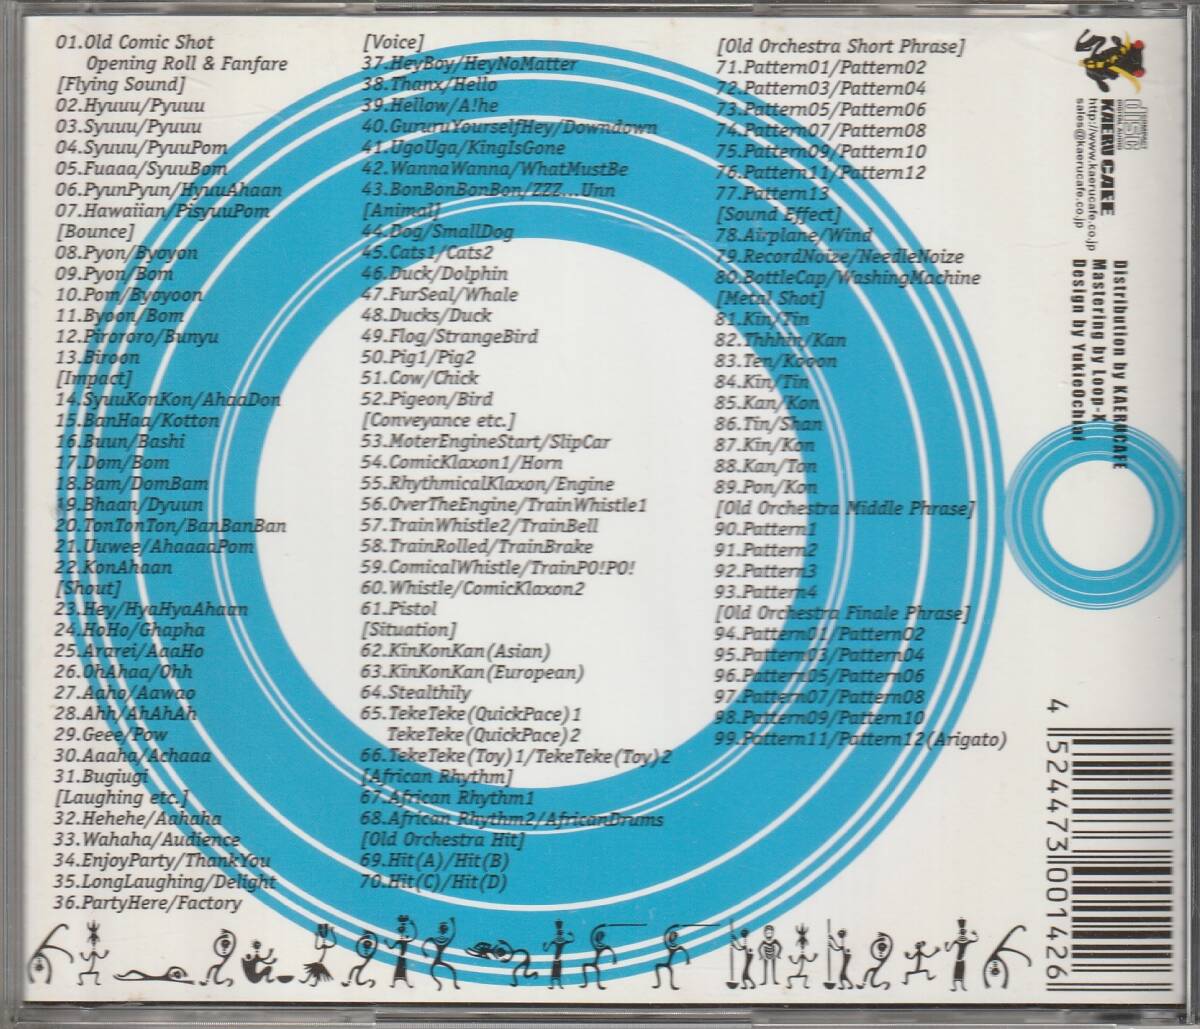 01.Old Comic Shot
Opening Roll & Fanfare
[Flying Sound]
02.Hyuuu/Pyuuu
03.Syuuu/Pyuuu
04.Syuuu/PyuuPom
05.Fuaaa/SyuuBom
06.PyunPyun/HyuuAhaan
07.Hawaiian/PisyuuPom
[Bounce]
08.Pyon/Byoyon
09.Pyon/Bom
10.Pom/Byoyoon
11.Byoon/Bom
12.Pirororo/Bunyu
13.Biroon
[Impact]
14.SyuuKonKon/AhaaDon
15.BanHaa/Kotton
16.Buun/Bashi
17.Dom/Bom
18.Bam/DomBam
19.Bhaan/Dyuun
20.TonTonTon/BanBanBan
21.Uuwee/AhaaaaPom
22.KonAhaan
[Shout]
23.Hey/HyaHyaAhaan
24.HoHo/Ghapha
25.Ararei/AaaHo
26.OhAhaa/Ohh
27.Aaho/Aawao
28.Ahh/AhAhAh
29.Geee/Pow
30.Aaaha/Achaaa
31.Bugiugi
[Laughing etc.]
32.Hehehe/Aahaha
33.Wahaha/Audience
34.EnjoyParty/ThankYou
35.LongLaughing/Delight
36.PartyHere/Factory
[Voice]
37.HeyBoy/HeyNoMatter
38.Thanx/Hello
39.Hellow/A!he
40.GururuYourselfHey/Downdown
41.UgoUga/KingIsGone
42.WannaWanna/WhatMustBe
43.BonBonBonBon/ZZZ...Unn
[Animal]
44.Dog/SmallDog
45.Cats1/Cats2
46.Duck/Dolphin
47.FurSeal/Whale
48.Ducks/Duck
49.Flog/StrangeBird
50.Pig1/Pig2
51.Cow/Chick
52.Pigeon/Bird
[Conveyance etc.]
53.MoterEngineStart/SlipCar
54.ComicKlaxon1/Horn
55.RhythmicalKlaxon/Engine
56.OverTheEngine/TrainWhistle1
57.TrainWhistle2/TrainBell
58.TrainRolled/TrainBrake
59.ComicalWhistle/TrainPO!PO!
60.Whistle/ComicKlaxon2
61.Pistol
[Situation]
62.KinKonKan(Asian)
63.KinKonKan(European)
64.Stealthily
65.TekeTeke(QuickPace)1
TekeTeke(QuickPace)2
66.TekeTeke(Toy)1/TekeTeke(Toy)2
[African Rhythm]
67.African Rhythm1
68.African Rhythm2/AfricanDrums
[Old Orchestra Hit]
69.Hit(A)/Hit(B)
70.Hit(C)/Hit(D)
[Old Orchestra Short Phrase]
71.Pattern01/Pattern02
72.Pattern03/Pattern04
73.Pattern05/Pattern06
74.Pattern07/Pattern08
75.Pattern09/Pattern10
76.Pattern11/Pattern12
77.Pattern13
[Sound Effect]
78.Airplane/Wind
79.RecordNoize/NeedleNoize
80.BottleCap/WashingMachine
[Metal Shot]
81.Kin/Tin
82.Thhhin/Kan
83.Ten/Kooon
84.Kin/Tin
85.Kan/Kon
86.Tin/Shan
87.Kin/Kon
88.Kan/Ton
89.Pon/Kon
[Old Orchestra Middle Phrase]
90.Pattern1
91.Pattern2
92.Pattern3
93.Pattern4
[Old Orchestra Finale Phrase]
94.Pattern01/Pattern02
95.Pattern03/Pattern04
96.Pattern05/Pattern06
97.Pattern07/Pattern08
98.Pattern09/Pattern10
99.Pattern11/Pattern12(Arigato)
COMPACT
disc
DIGITAL AUDIO
KAERU CAFE
http://www.kaerucafe.co.jp
sales@kaerucafe.co.jp
Distribution by KAERUCAFE
Mastering by Loop-X
Design by YukieOchiai
4 524473 001426